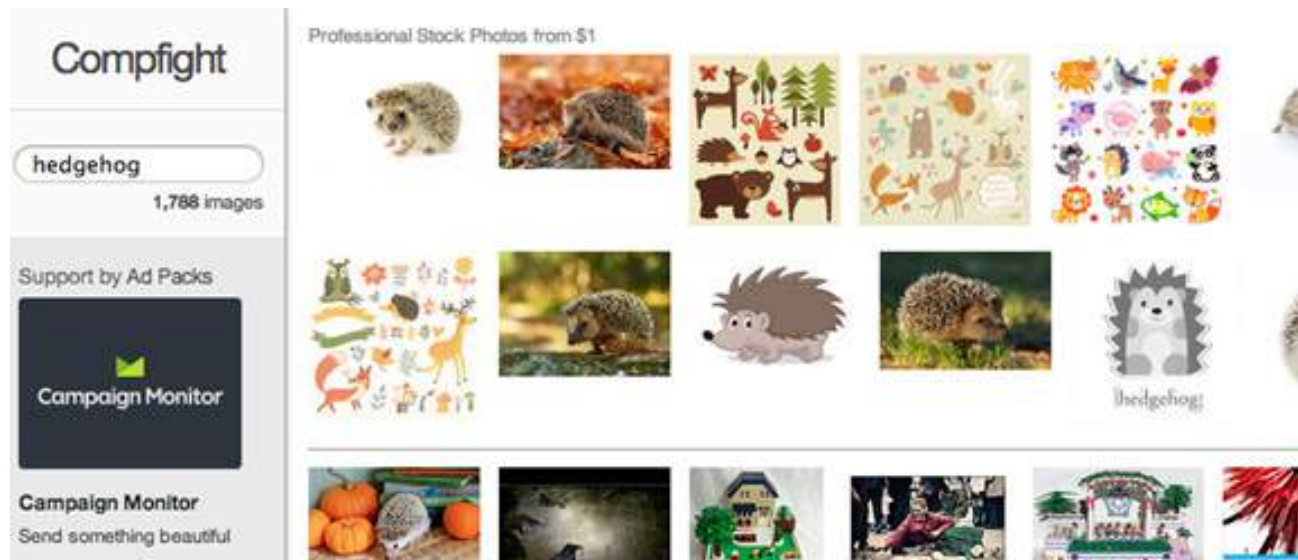 Compfight
hedgehog
1,788 images
Support by Ad Packs
Campaign Monitor
Campaign Monitor
Send something beautiful
Professional Stock Photos from $1
hedgehog